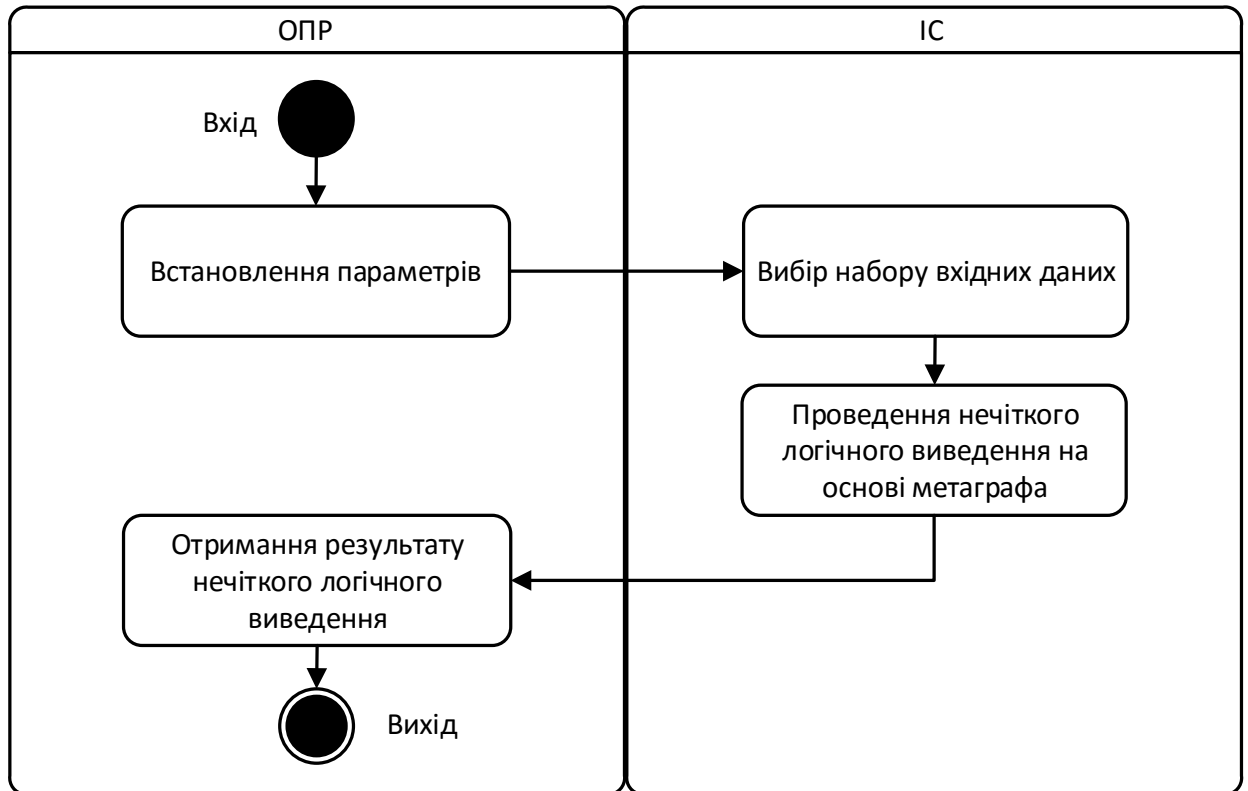 ОПР
ІС
Вхід
Встановлення параметрів
Вибір набору вхідних даних
Проведення нечіткого
логічного виведення на
основі метаграфа
Отримання результату
нечіткого логічного
виведення
Вихід